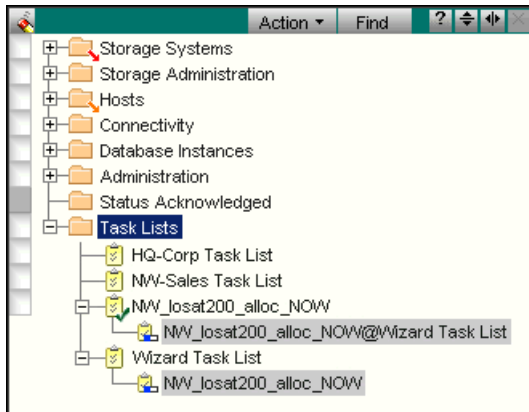 Action Find ?
Storage Systems
Storage Administration
Hosts
Connectivity
Database Instances
Administration
Status Acknowledged
Task Lists
HQ-Corp Task List
NW-Sales Task List
NW_losat200_alloc_NOW
NW_losat200_alloc_NOW@Wizard Task List
Wizard Task List
NW_losat200_alloc_NOW